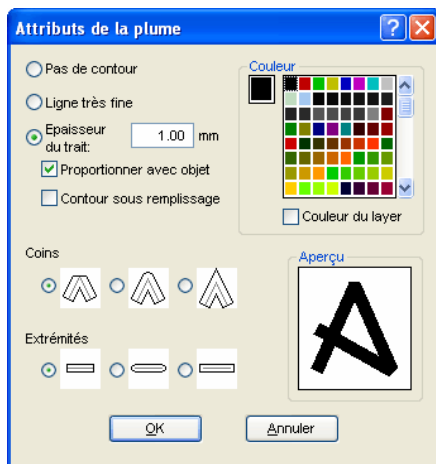 Attributs de la plume
Pas de contour
Ligne très fine
Epaisseur
du trait:
1.00 mm
Proportionner avec objet
Contour sous remplissage
Couleur
Couleur du layer
Coins
Extrémités
Aperçu
OK
Annuler